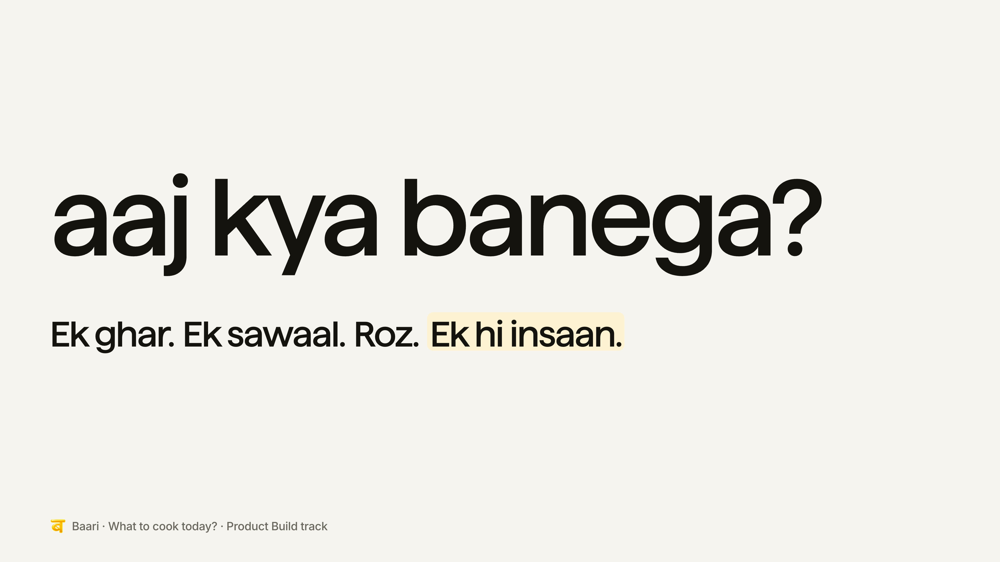 aaj kya banega?
Ek ghar. Ek sawaal. Roz. Ek hi insaan.
ब Baari · What to cook today? · Product Build track